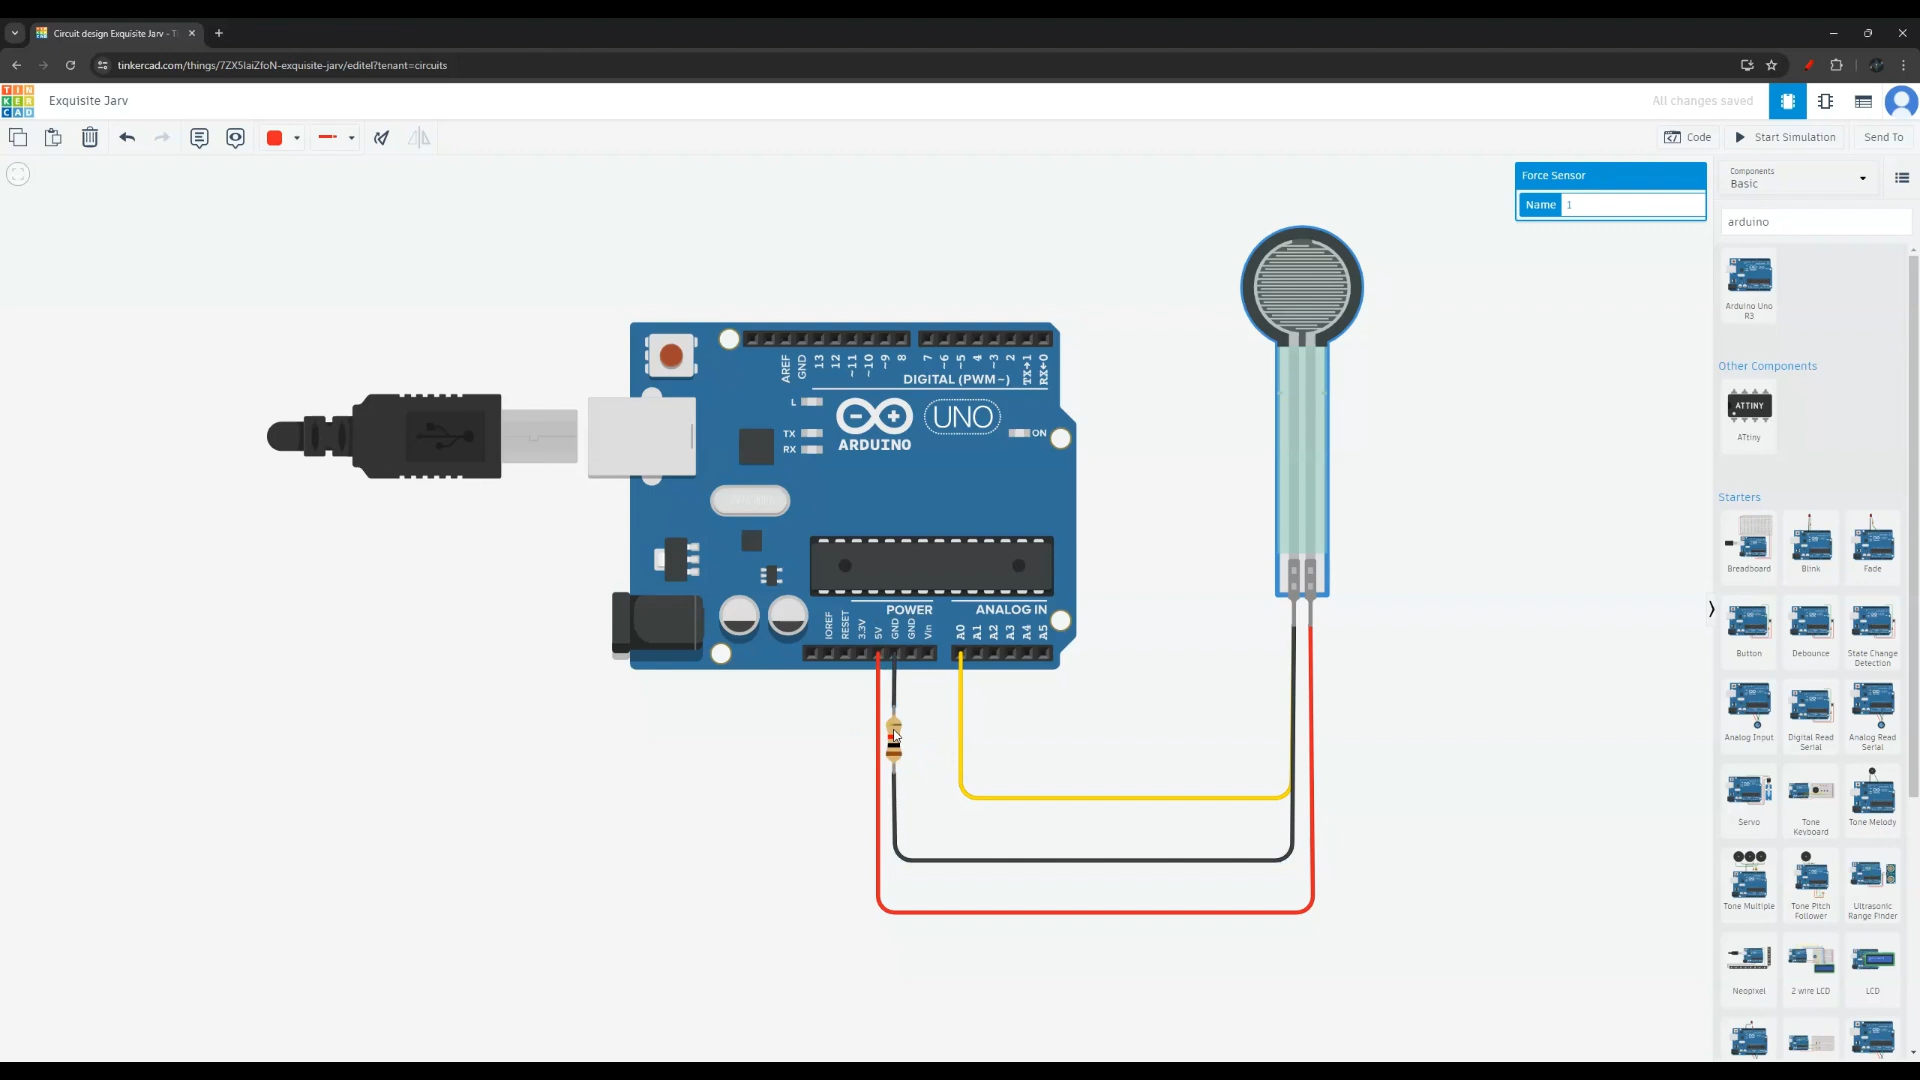 Circuit design Exquisite Jarv - Ti
tinkercad.com/things/7ZX5laiZfoN-exquisite-jarv/editel?tenant=circuits
TIN
KER
CAD
Exquisite Jarv
All changes saved
Code
Start Simulation
Send To
Force Sensor
Name 1
Components
Basic
arduino
Arduino Uno
R3
Other Components
ATTINY
ATtiny
Starters
Breadboard
Blink
Fade
Button
Debounce
State Change
Detection
Analog Input
Digital Read
Serial
Analog Read
Serial
Servo
Tone
Keyboard
Tone Melody
Tone Multiple
Tone Pitch
Follower
Ultrasonic
Range Finder
Neopixel
2 wire LCD
LCD
AREF
GND
13
12
~11
~10
~9
8
7
~6
~5
4
~3
2
TX→1
RX←0
DIGITAL (PWM~)
L
TX
RX
ARDUINO
UNO
ON
POWER
ANALOG IN
IOREF
RESET
3.3V
5V
GND
GND
Vin
A0
A1
A2
A3
A4
A5